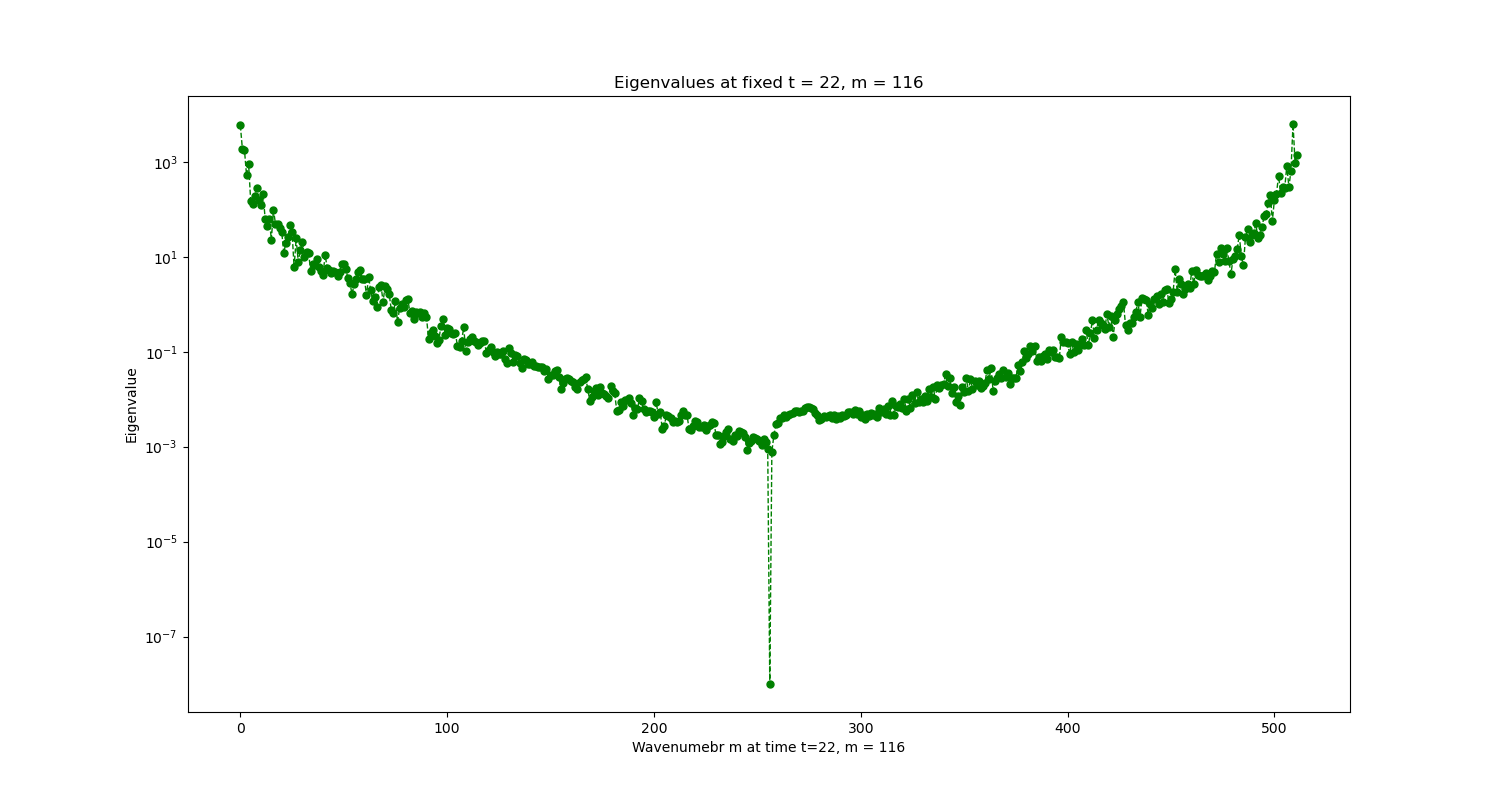 Eigenvalues at fixed t = 22, m = 116
Eigenvalue
10³
10¹
10⁻¹
10⁻³
10⁻⁵
10⁻⁷
0 100 200 300 400 500
Wavenumebr m at time t=22, m = 116